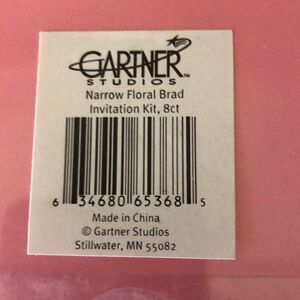 GARTNER™
STUDIOS
Narrow Floral Brad
Invitation Kit, 8ct
6 34680 65368 5
Made in China
© Gartner Studios
Stillwater, MN 55082